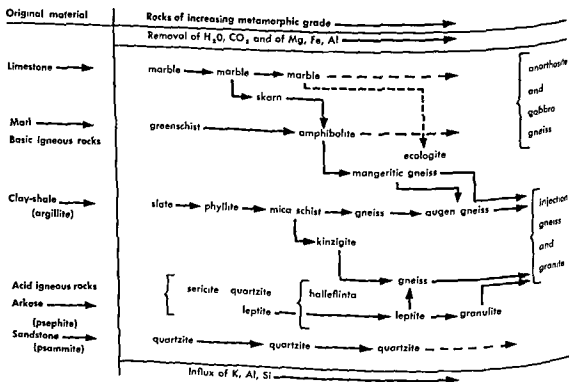 Original material
Rocks of increasing metamorphic grade
Removal of H₂O, CO₂ and of Mg, Fe, Al
Limestone
marble marble marble
anorthosite
and
gabbro
gneiss
skarn
Marl
Basic igneous rocks
greenschist amphibolite
ecologite
mangeritic gneiss
Clay-shale
(argillite)
slate phyllite mica schist gneiss augen gneiss
injection
gneiss
and
granite
kinzigite
gneiss
Acid igneous rocks
Arkose
(psephite)
sericite quartzite
leptite
halleflinta
leptite granulite
Sandstone
(psammite)
quartzite quartzite quartzite
Influx of K, Al, Si